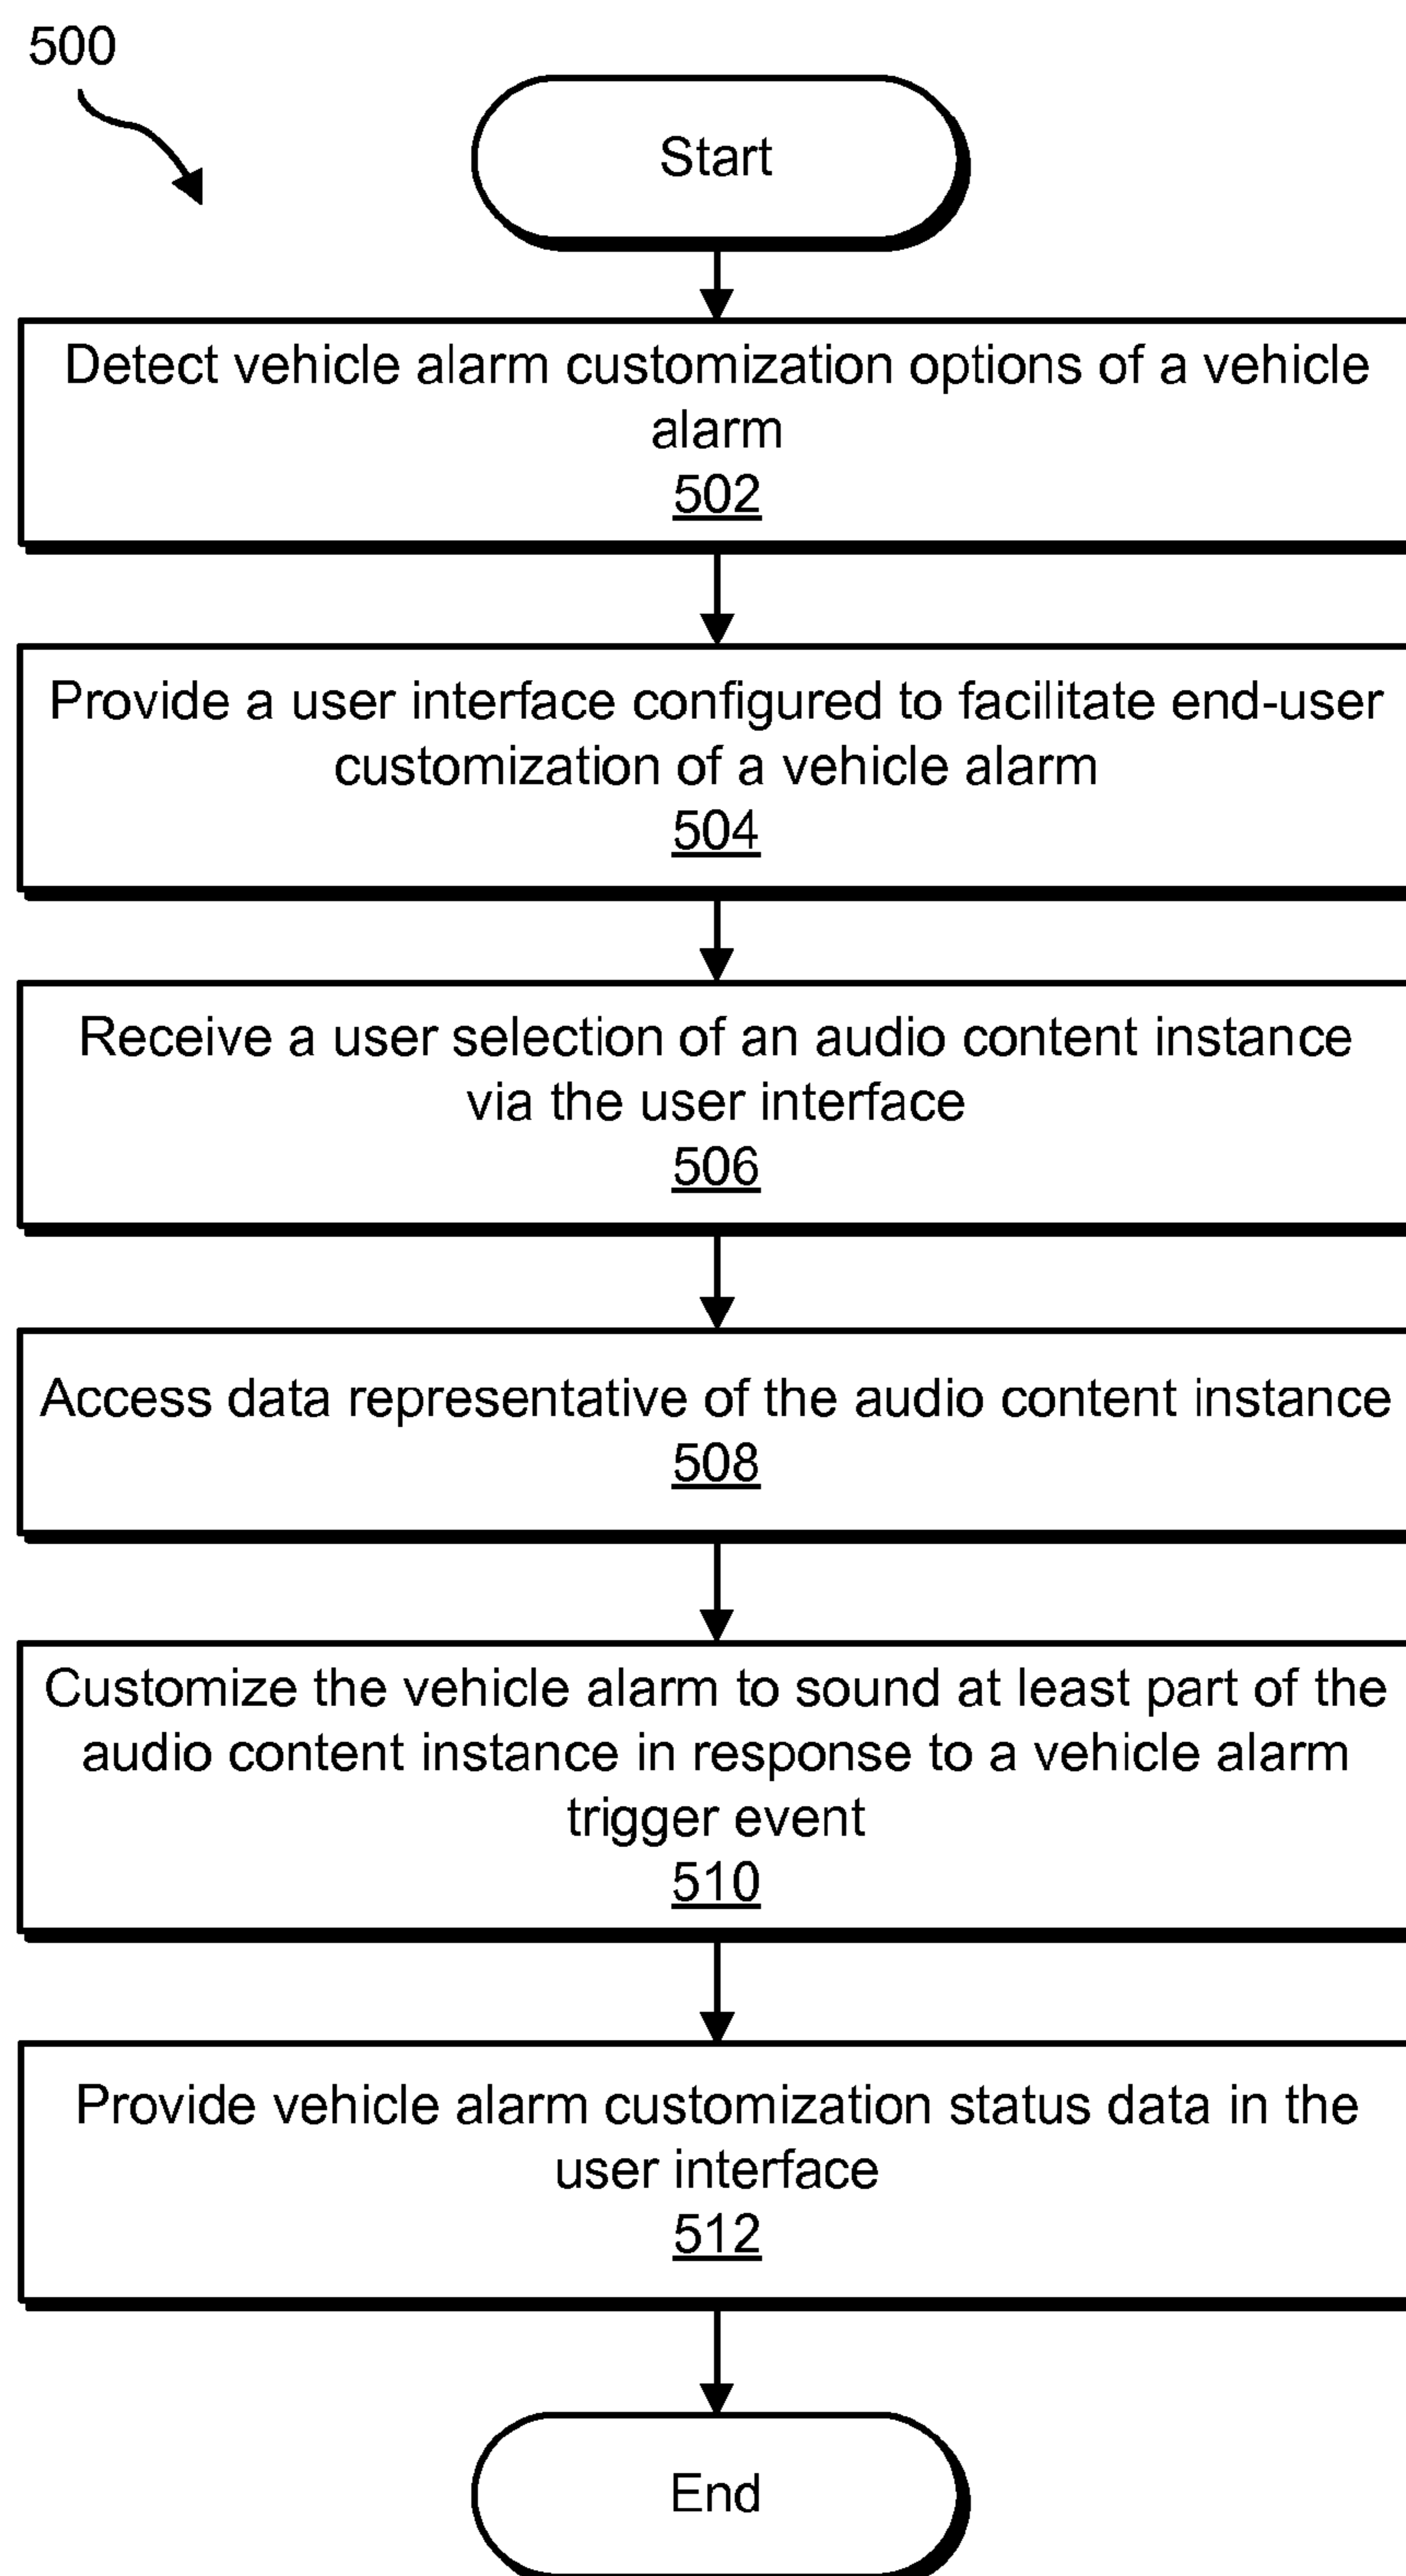 500
Start
Detect vehicle alarm customization options of a vehicle
alarm
502
Provide a user interface configured to facilitate end-user
customization of a vehicle alarm
504
Receive a user selection of an audio content instance
via the user interface
506
Access data representative of the audio content instance
508
Customize the vehicle alarm to sound at least part of the
audio content instance in response to a vehicle alarm
trigger event
510
Provide vehicle alarm customization status data in the
user interface
512
End